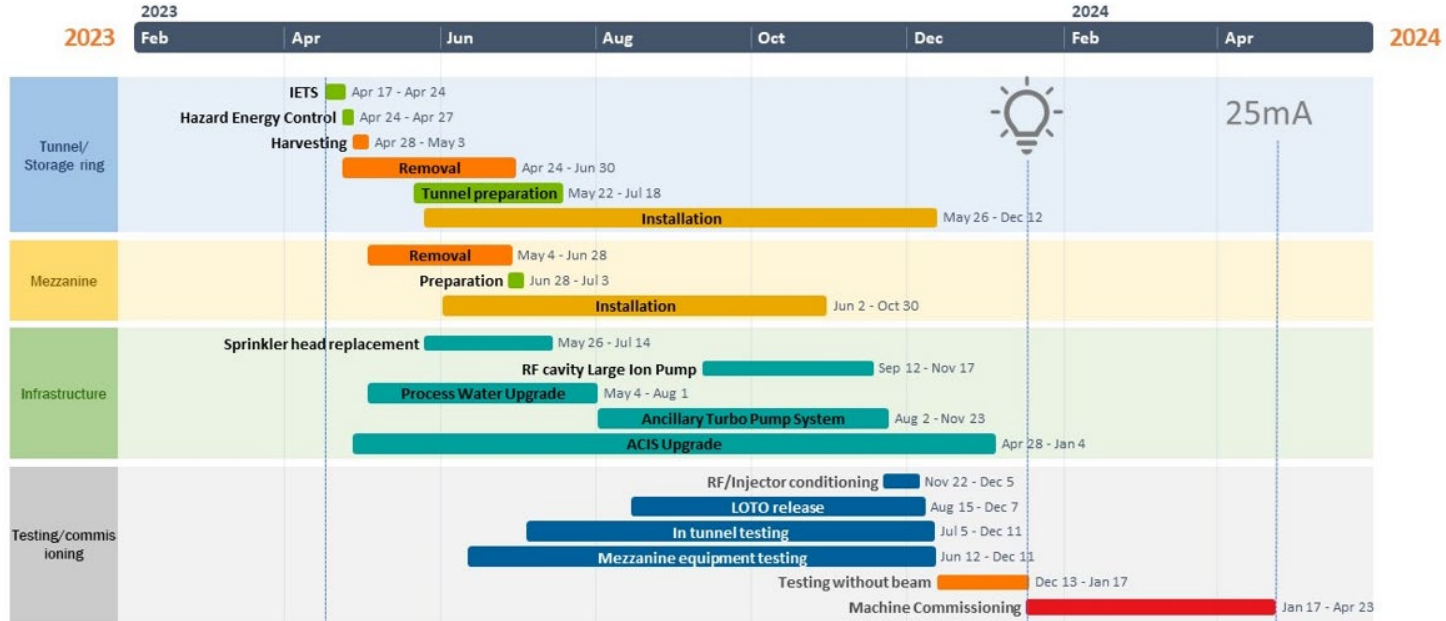 2023 2024
2023 Feb Apr Jun Aug Oct Dec Feb Apr 2024
Tunnel/
Storage ring
IETS Apr 17 - Apr 24
Hazard Energy Control Apr 24 - Apr 27
Harvesting Apr 28 - May 3
Removal Apr 24 - Jun 30
Tunnel preparation May 22 - Jul 18
Installation May 26 - Dec 12
25mA
Mezzanine
Removal May 4 - Jun 28
Preparation Jun 28 - Jul 3
Installation Jun 2 - Oct 30
Infrastructure
Sprinkler head replacement May 26 - Jul 14
RF cavity Large Ion Pump Sep 12 - Nov 17
Process Water Upgrade May 4 - Aug 1
Ancillary Turbo Pump System Aug 2 - Nov 23
ACIS Upgrade Apr 28 - Jan 4
Testing/commis
ioning
RF/Injector conditioning Nov 22 - Dec 5
LOTO release Aug 15 - Dec 7
In tunnel testing Jul 5 - Dec 11
Mezzanine equipment testing Jun 12 - Dec 11
Testing without beam Dec 13 - Jan 17
Machine Commissioning Jan 17 - Apr 23